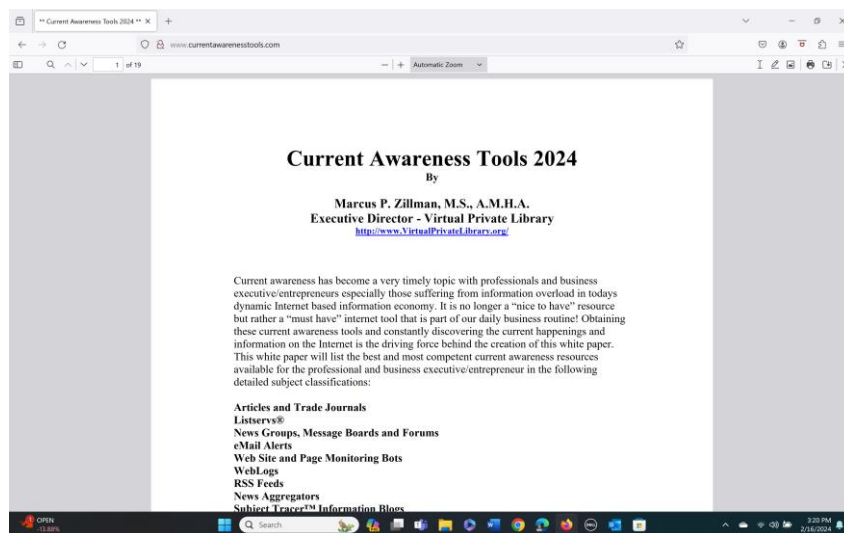 ** Current Awareness Tools 2024 **
www.currentawarenesstools.com
1 of 19
Automatic Zoom
Current Awareness Tools 2024
By
Marcus P. Zillman, M.S., A.M.H.A.
Executive Director - Virtual Private Library
http://www.VirtualPrivateLibrary.org/
Current awareness has become a very timely topic with professionals and business
executive/entrepreneurs especially those suffering from information overload in todays
dynamic Internet based information economy. It is no longer a “nice to have” resource
but rather a “must have” internet tool that is part of our daily business routine! Obtaining
these current awareness tools and constantly discovering the current happenings and
information on the Internet is the driving force behind the creation of this white paper.
This white paper will list the best and most competent current awareness resources
available for the professional and business executive/entrepreneur in the following
detailed subject classifications:
Articles and Trade Journals
Listservs®
News Groups, Message Boards and Forums
eMail Alerts
Web Site and Page Monitoring Bots
WebLogs
RSS Feeds
News Aggregators
Subject Tracer™ Information Blogs
OPEN
-13.88%
Search
3:20 PM
2/16/2024